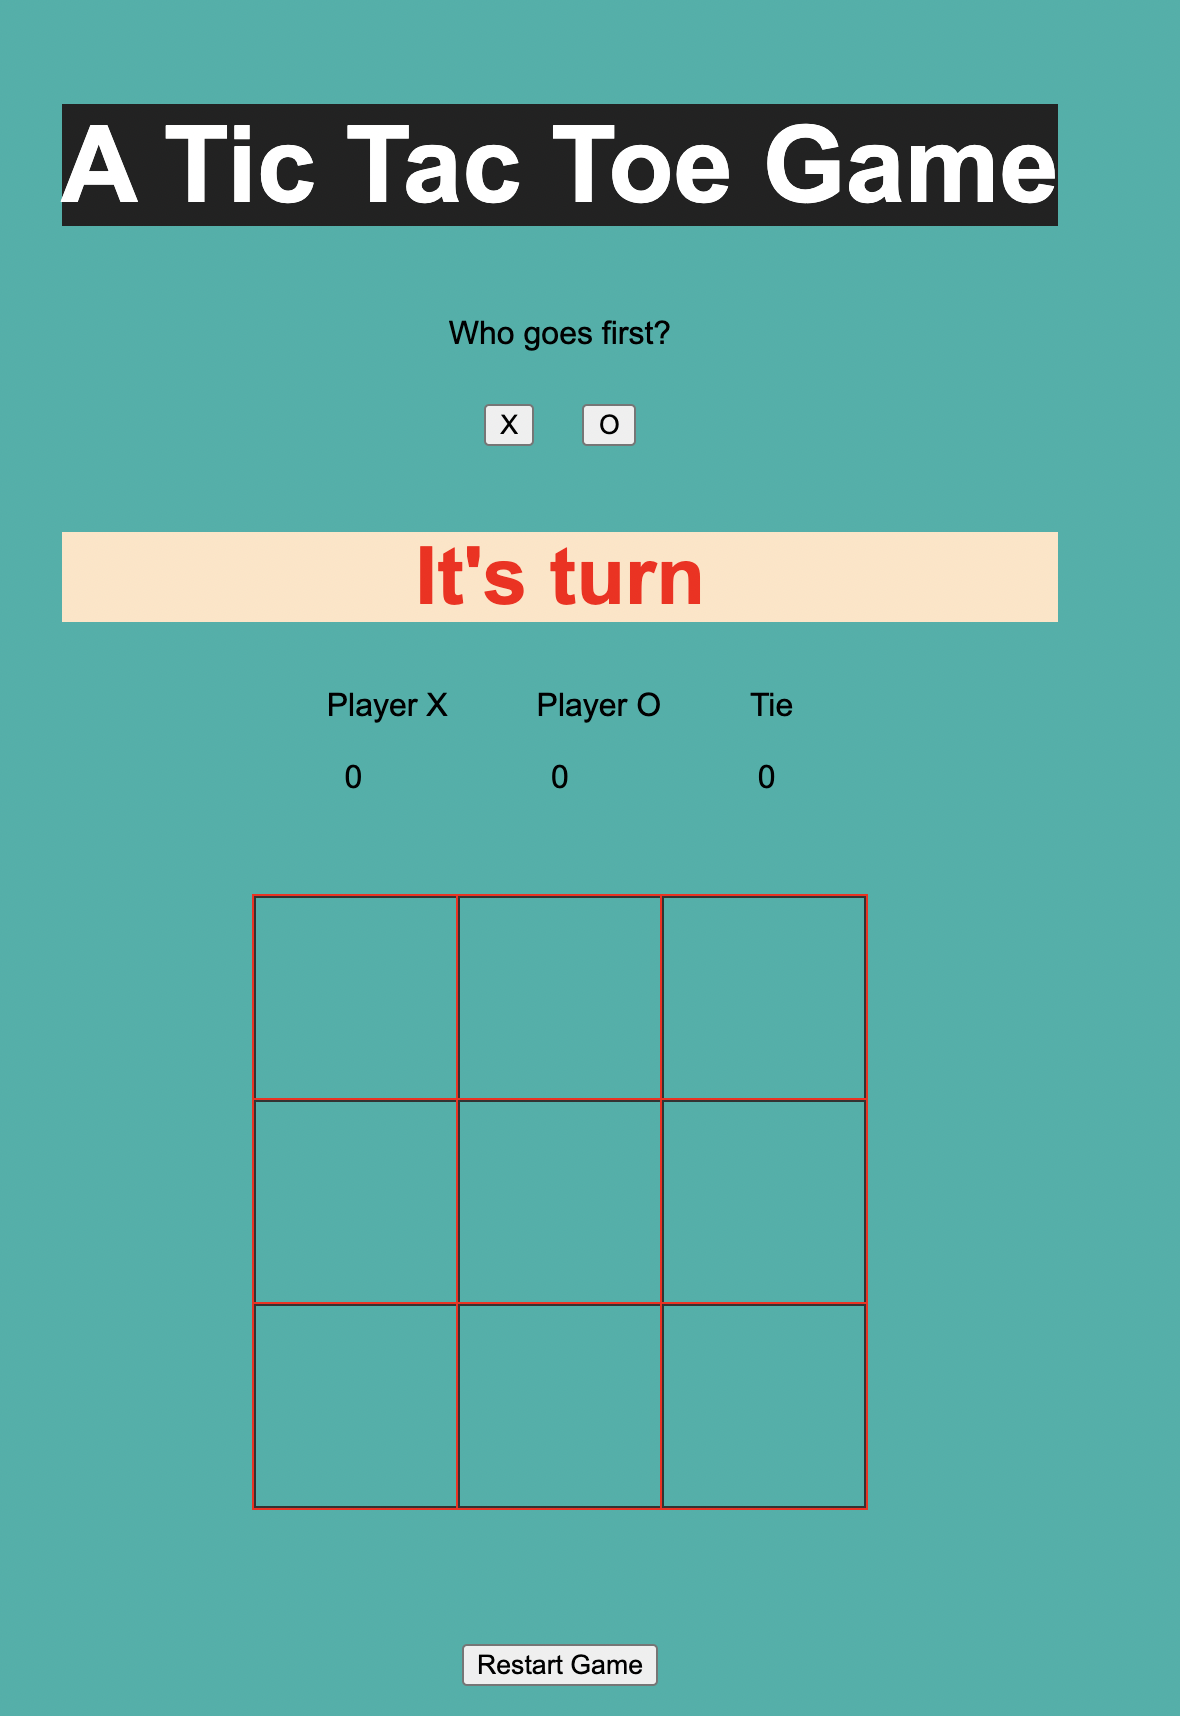 A Tic Tac Toe Game
Who goes first?
X O
It's turn
Player X Player O Tie
0 0 0
Restart Game